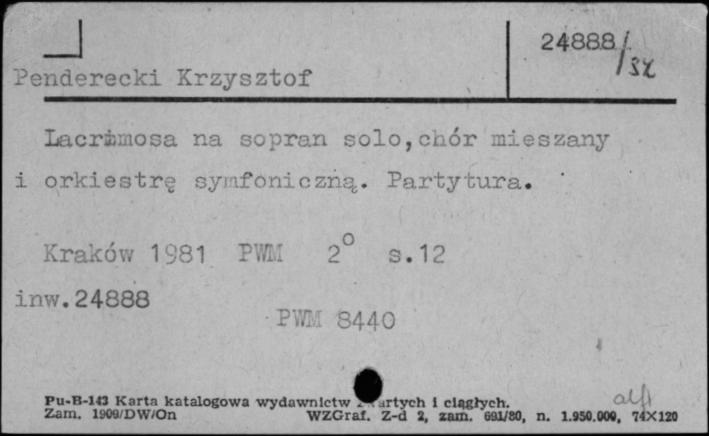 24888/
Penderecki Krzysztof
Lacrimosa na sopran solo, chór mieszany
i orkiestrę symfoniczną. Partytura.
Kraków 1981 PWM 2° s.12
inw.24888
PWM 8440
Pu-B-143 Karta katalogowa wydawnictw i ciągłych.
Zam. 1909/DW/On WZGraf. Z-d 2, zam. 691/80, n. 1.950.000, 74X120